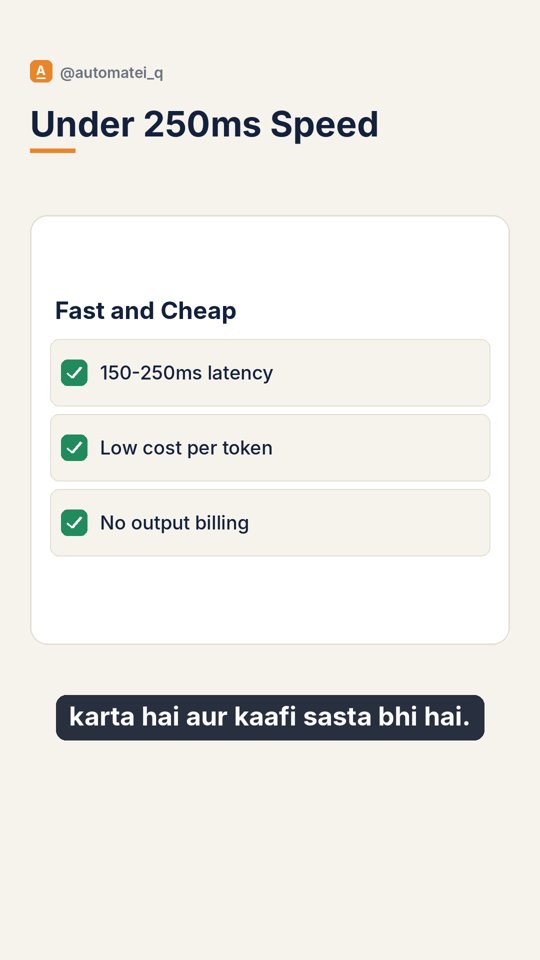 A @automatei_q
Under 250ms Speed
Fast and Cheap
150-250ms latency
Low cost per token
No output billing
karta hai aur kaafi sasta bhi hai.